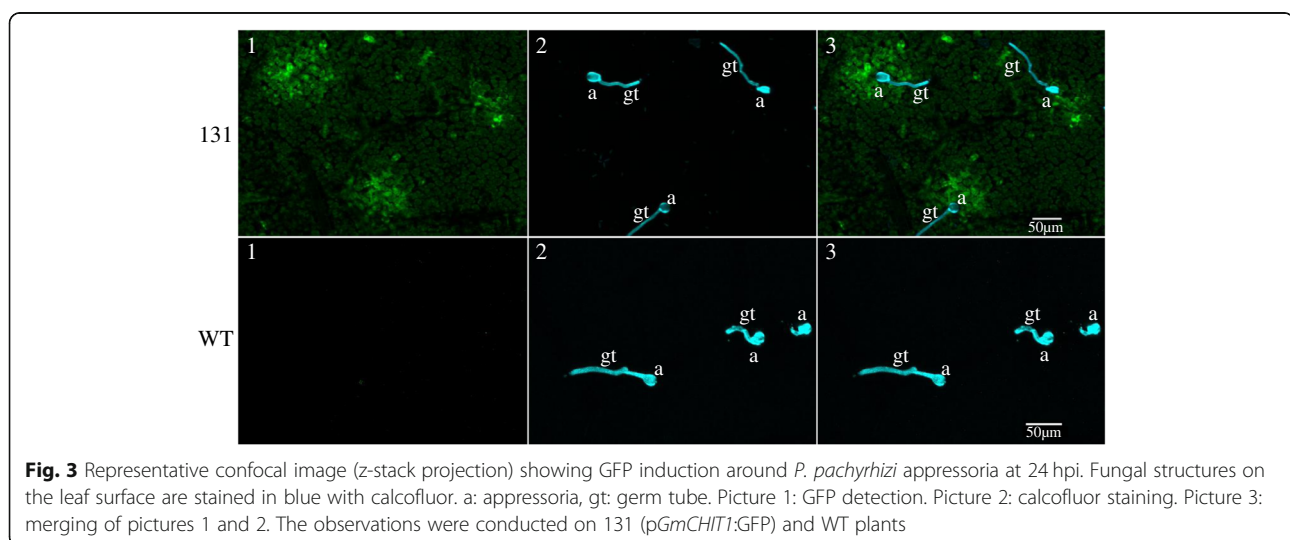 1 2 3
gt
gt
a gt a
a gt
a
131
a
gt
a
gt
50μm
1 2 3
gt a gt a
WT
gt a gt a
a a
50μm
Fig. 3 Representative confocal image (z-stack projection) showing GFP induction around P. pachyrhizi appressoria at 24 hpi. Fungal structures on
the leaf surface are stained in blue with calcofluor. a: appressoria, gt: germ tube. Picture 1: GFP detection. Picture 2: calcofluor staining. Picture 3:
merging of pictures 1 and 2. The observations were conducted on 131 (pGmCHIT1:GFP) and WT plants